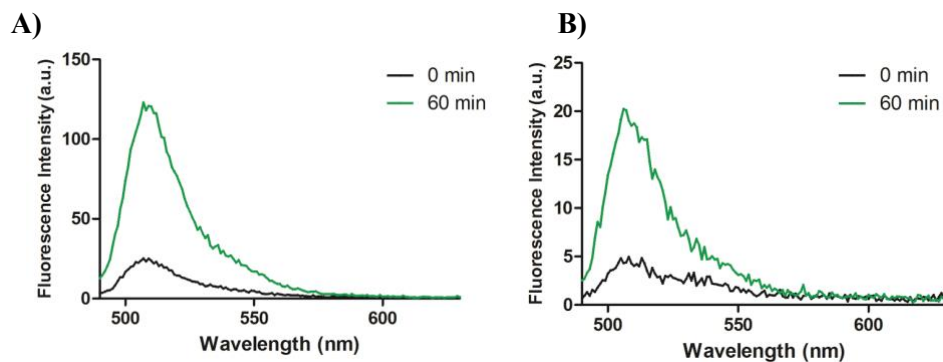 A)
B)
Fluorescence Intensity (a.u.)
150
100
50
0
500
550
600
Wavelength (nm)
0 min
60 min
Fluorescence Intensity (a.u.)
25
20
15
10
5
0
500
550
600
Wavelength (nm)
0 min
60 min